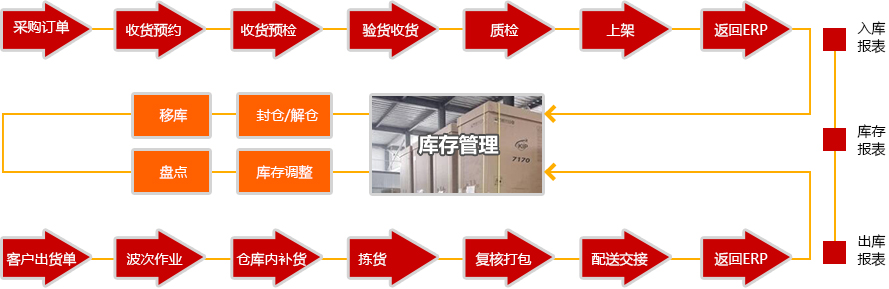 采购订单
收货预约
收货预检
验货收货
质检
上架
返回ERP
入库
报表
移库
封仓/解仓
库存管理
KIP
7170
库存
报表
盘点
库存调整
客户出货单
波次作业
仓库内补货
拣货
复核打包
配送交接
返回ERP
出库
报表